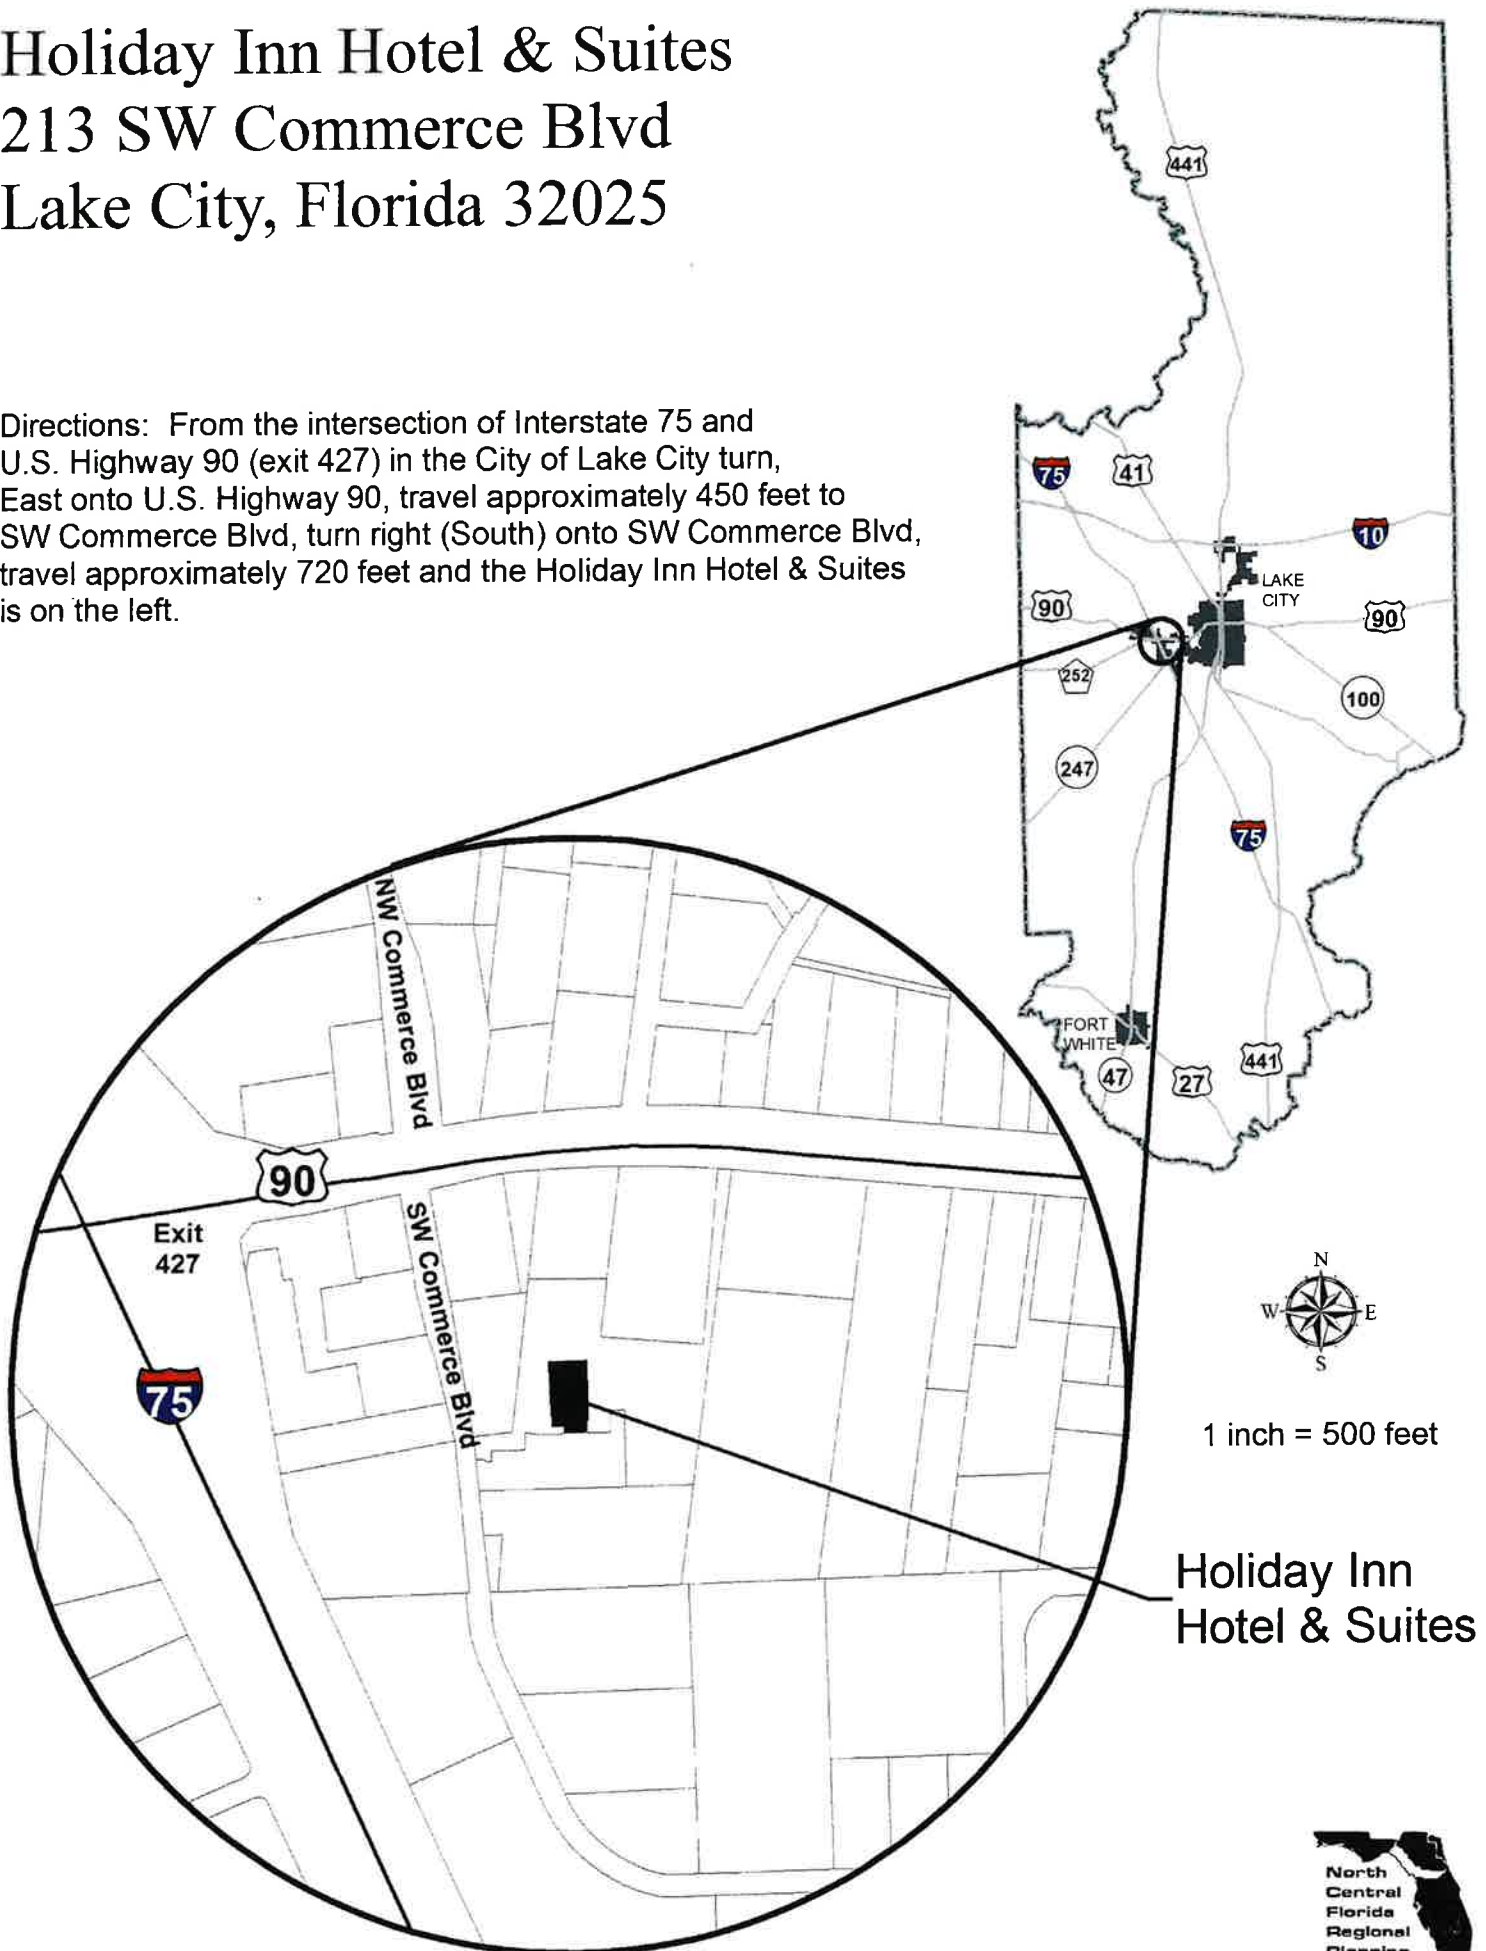 Holiday Inn Hotel & Suites
213 SW Commerce Blvd
Lake City, Florida 32025
Directions: From the intersection of Interstate 75 and
U.S. Highway 90 (exit 427) in the City of Lake City turn,
East onto U.S. Highway 90, travel approximately 450 feet to
SW Commerce Blvd, turn right (South) onto SW Commerce Blvd,
travel approximately 720 feet and the Holiday Inn Hotel & Suites
is on the left.
441
75
41
10
LAKE
CITY
90
90
252
100
247
75
FORT
WHITE
47
27
441
NW Commerce Blvd
90
Exit
427
SW Commerce Blvd
75
N
W
E
S
1 inch = 500 feet
Holiday Inn
Hotel & Suites
North
Central
Florida
Regional
Planning